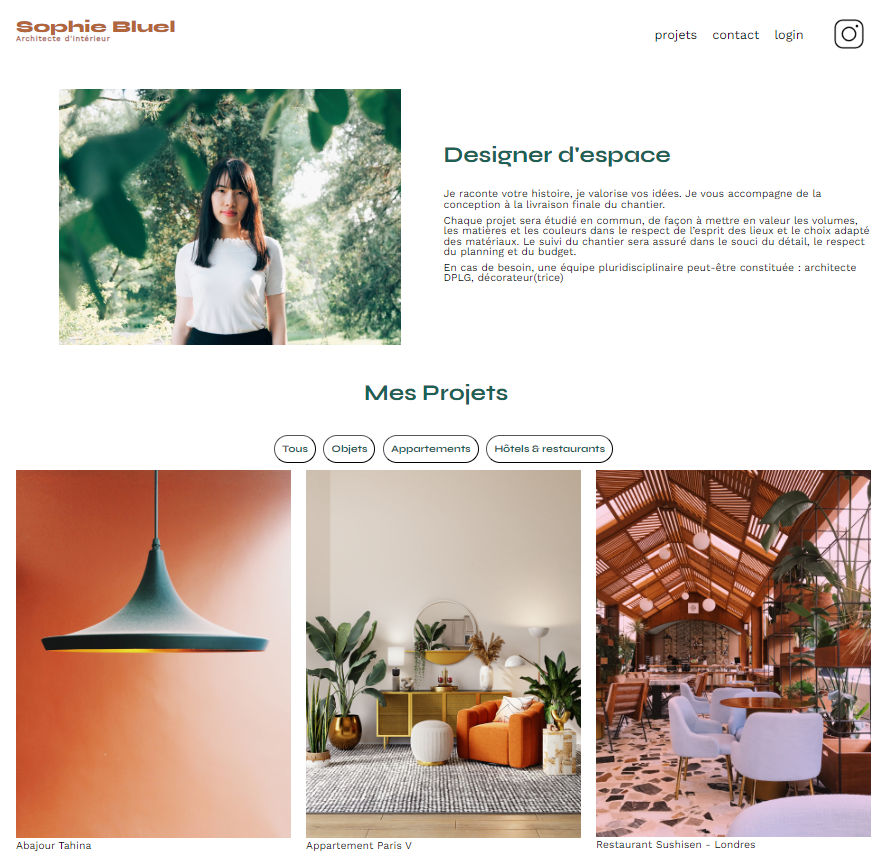 Sophie Bluel
Architecte d'intérieur
projets contact login
Designer d'espace
Je raconte votre histoire, je valorise vos idées. Je vous accompagne de la
conception à la livraison finale du chantier.
Chaque projet sera étudié en commun, de façon à mettre en valeur les volumes,
les matières et les couleurs dans le respect de l'esprit des lieux et le choix adapté
des matériaux. Le suivi du chantier sera assuré dans le souci du détail, le respect
du planning et du budget.
En cas de besoin, une équipe pluridisciplinaire peut-être constituée : architecte
DPLG, décorateur(trice)
Mes Projets
Tous Objets Appartements Hôtels & restaurants
Abajour Tahina
Appartement Paris V
Restaurant Sushisen - Londres